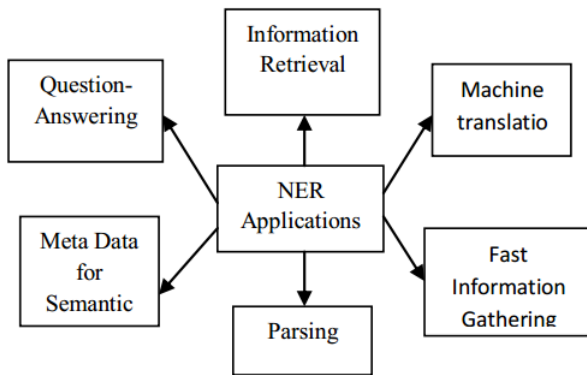 Information
Retrieval
Question-
Answering
Machine
translatio
NER
Applications
Meta Data
for
Semantic
Fast
Information
Gathering
Parsing